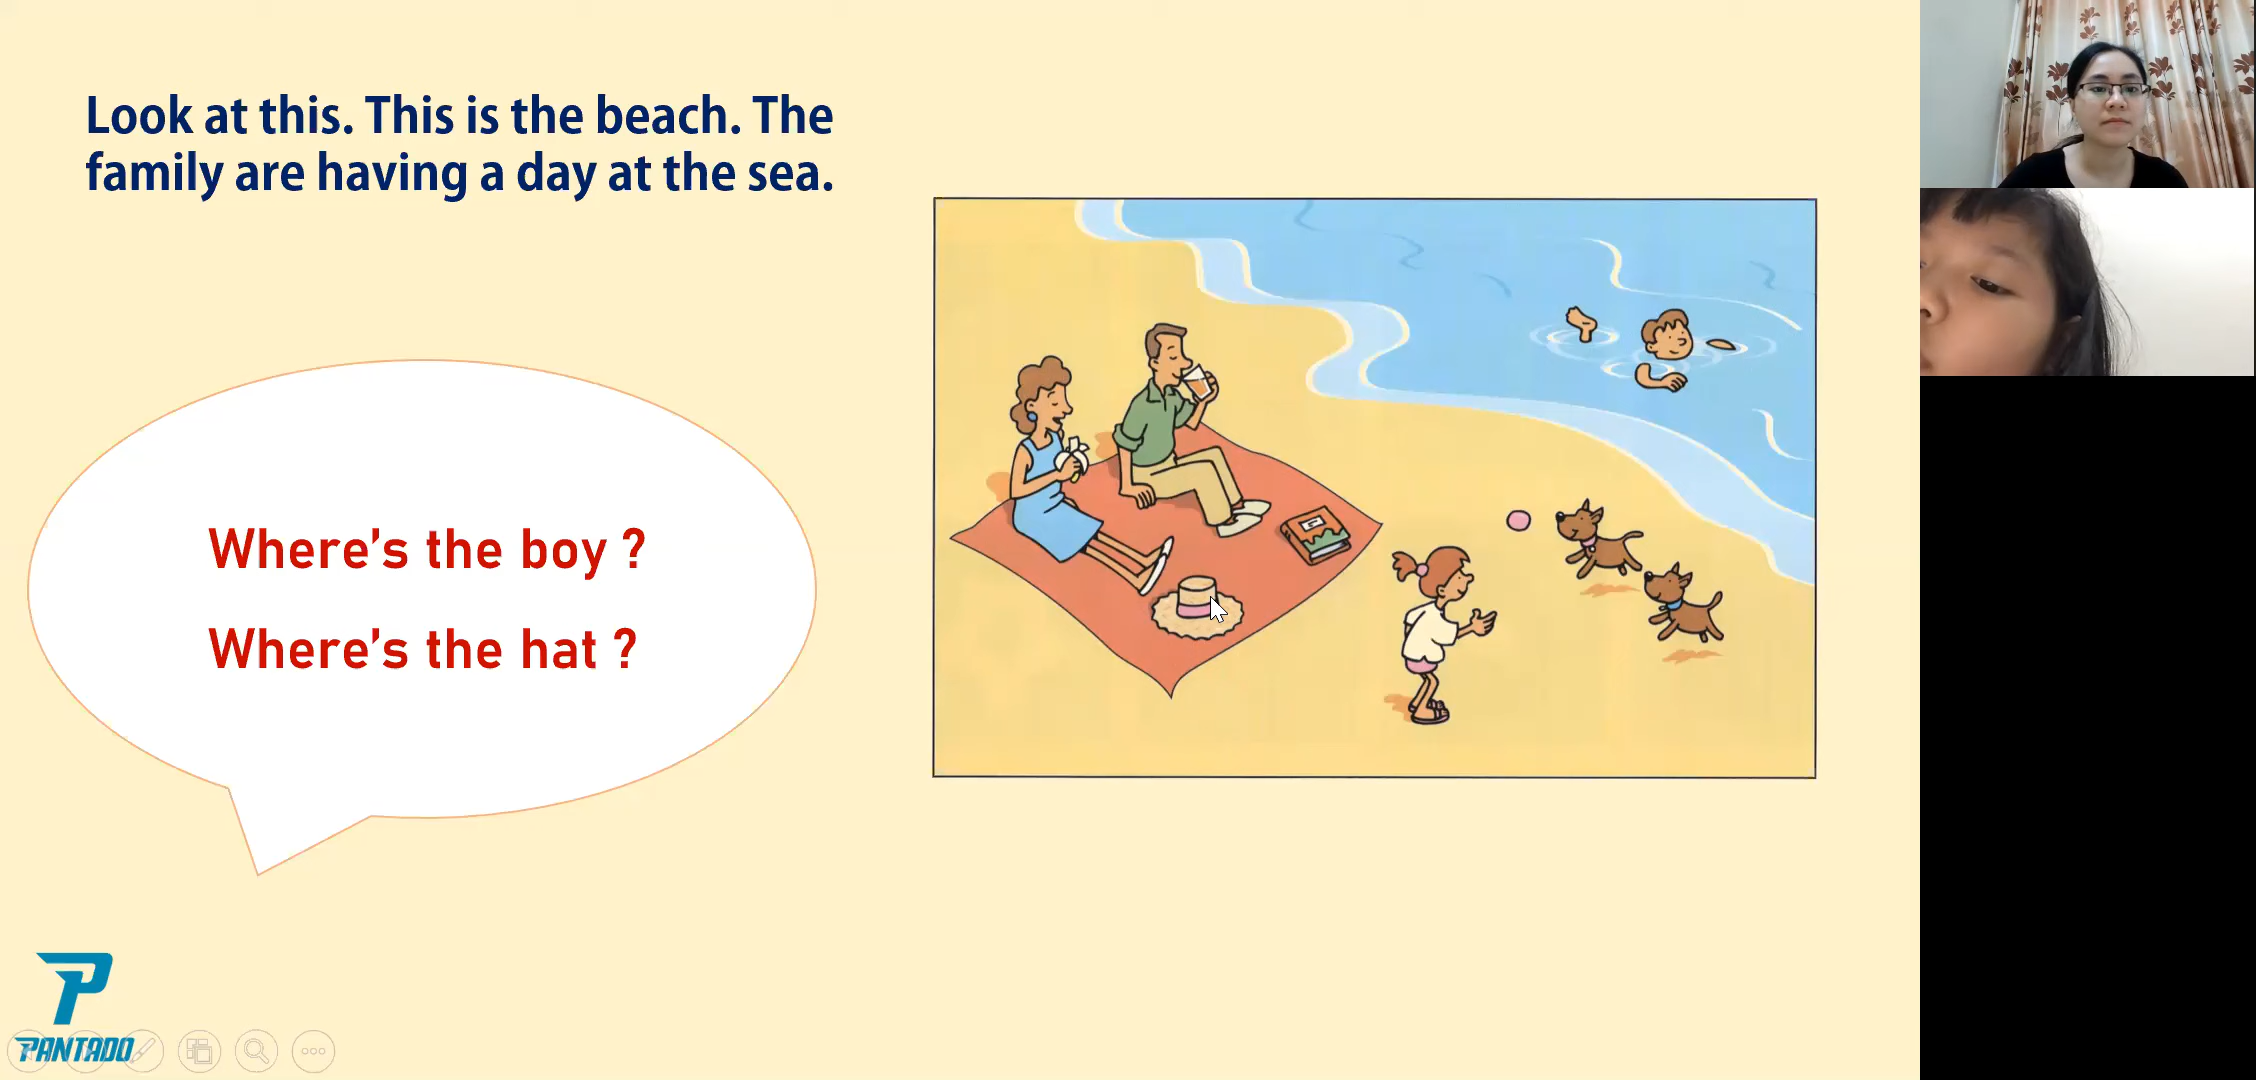 Look at this. This is the beach. The
family are having a day at the sea.
Where's the boy ?
Where's the hat ?
PANTADO